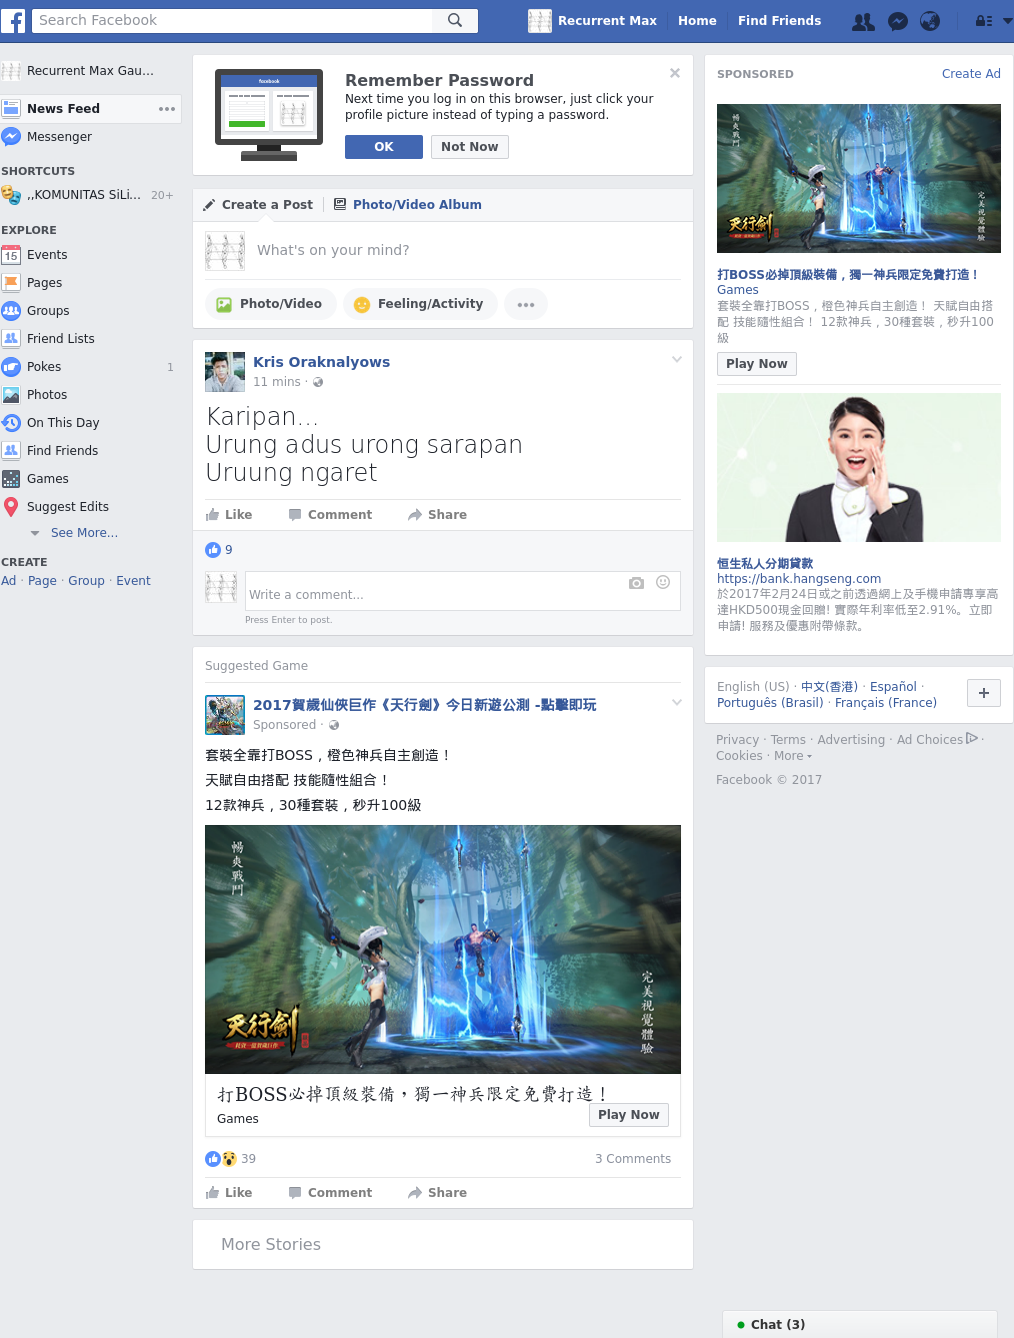 Search Facebook
Recurrent Max
Home
Find Friends
Recurrent Max Gau...
News Feed
Messenger
SHORTCUTS
,,KOMUNITAS SiLi... 20+
EXPLORE
Events
Pages
Groups
Friend Lists
Pokes 1
Photos
On This Day
Find Friends
Games
Suggest Edits
See More...
CREATE
Ad · Page · Group · Event
Remember Password
Next time you log in on this browser, just click your
profile picture instead of typing a password.
OK
Not Now
facebook
Create a Post
Photo/Video Album
What's on your mind?
Photo/Video
Feeling/Activity
Kris Oraknalyows
11 mins ·
Karipan...
Urung adus urong sarapan
Uruung ngaret
Like Comment Share
9
Write a comment...
Press Enter to post.
Suggested Game
2017賀歲仙俠巨作《天行劍》今日新遊公測 -點擊即玩
Sponsored ·
套裝全靠打BOSS，橙色神兵自主創造！
天賦自由搭配 技能隨性組合！
12款神兵，30種套裝，秒升100級
暢爽戰鬥
完美視覺體驗
天行劍
打BOSS必掉頂級裝備，獨一神兵限定免費打造！
Games
Play Now
39
3 Comments
Like Comment Share
More Stories
SPONSORED
Create Ad
暢爽戰鬥
完美視覺體驗
天行劍
打BOSS必掉頂級裝備，獨一神兵限定免費打造！
Games
套裝全靠打BOSS，橙色神兵自主創造！ 天賦自由搭
配 技能隨性組合！ 12款神兵，30種套裝，秒升100
級
Play Now
恒生私人分期貸款
https://bank.hangseng.com
於2017年2月24日或之前透過網上及手機申請專享高
達HKD500現金回贈! 實際年利率低至2.91%。立即
申請! 服務及優惠附帶條款。
English (US) · 中文(香港) · Español ·
Português (Brasil) · Français (France)
Privacy · Terms · Advertising · Ad Choices ·
Cookies · More
Facebook © 2017
Chat (3)